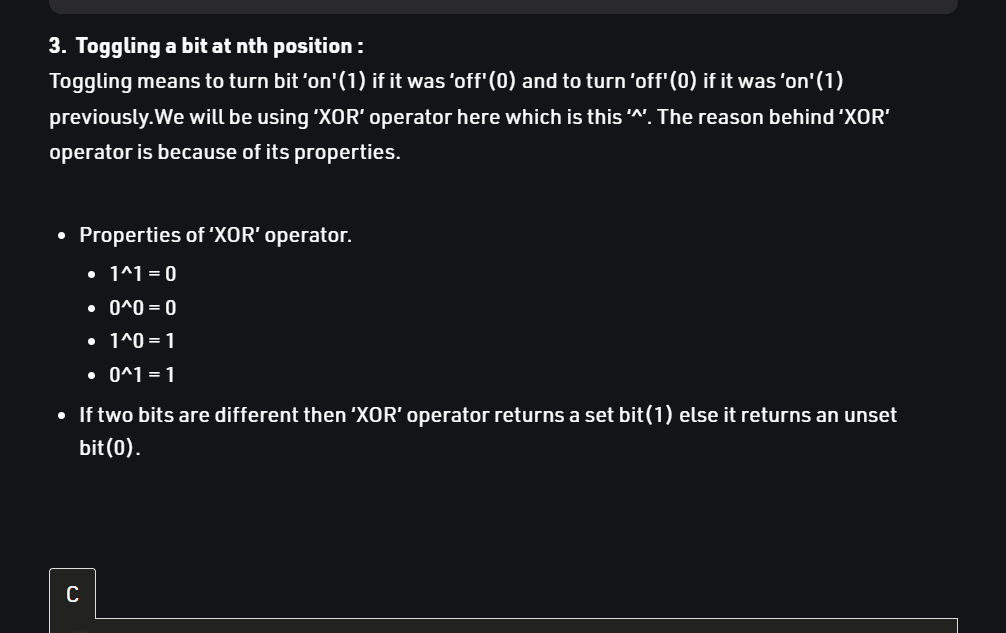 3. Toggling a bit at nth position :
Toggling means to turn bit ‘on'(1) if it was ‘off'(0) and to turn ‘off'(0) if it was ‘on'(1)
previously.We will be using ‘XOR’ operator here which is this ‘^’. The reason behind ‘XOR’
operator is because of its properties.
• Properties of ‘XOR’ operator.
• 1^1 = 0
• 0^0 = 0
• 1^0 = 1
• 0^1 = 1
• If two bits are different then ‘XOR’ operator returns a set bit(1) else it returns an unset
bit(0).
C